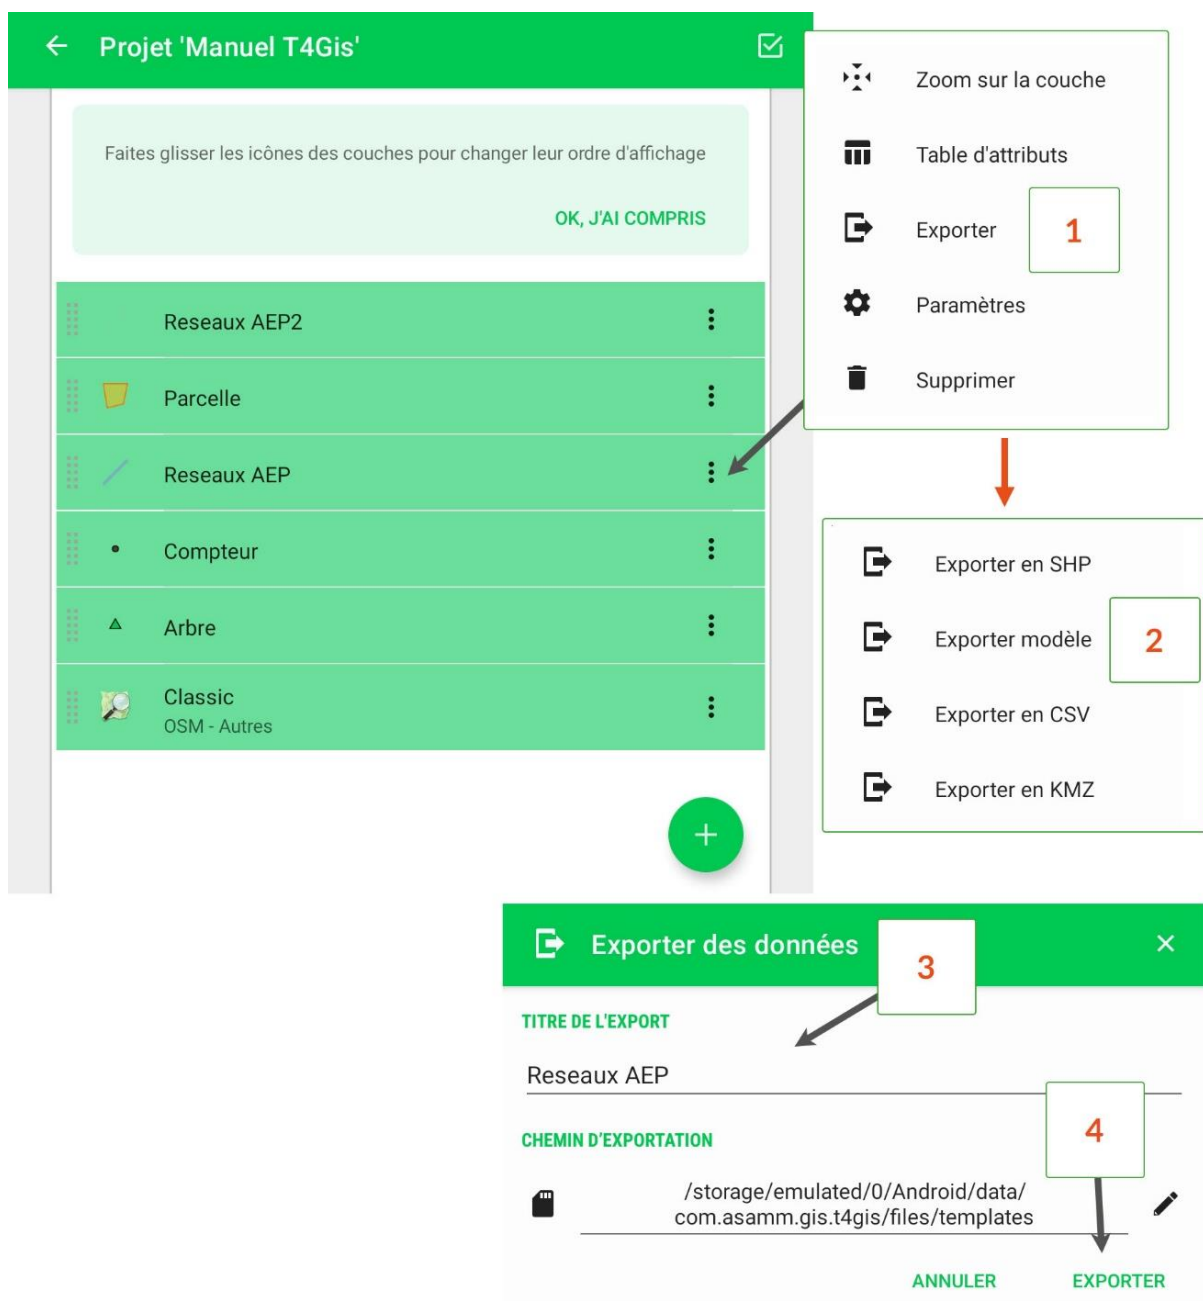 Projet 'Manuel T4Gis'
Faites glisser les icônes des couches pour changer leur ordre d'affichage
OK, J'AI COMPRIS
Reseaux AEP2
Parcelle
Reseaux AEP
Compteur
Arbre
Classic
OSM - Autres
Zoom sur la couche
Table d'attributs
Exporter
1
Paramètres
Supprimer
Exporter en SHP
Exporter modèle
2
Exporter en CSV
Exporter en KMZ
Exporter des données
3
TITRE DE L'EXPORT
Reseaux AEP
CHEMIN D'EXPORTATION
4
/storage/emulated/0/Android/data/
com.asamm.gis.t4gis/files/templates
ANNULER
EXPORTER